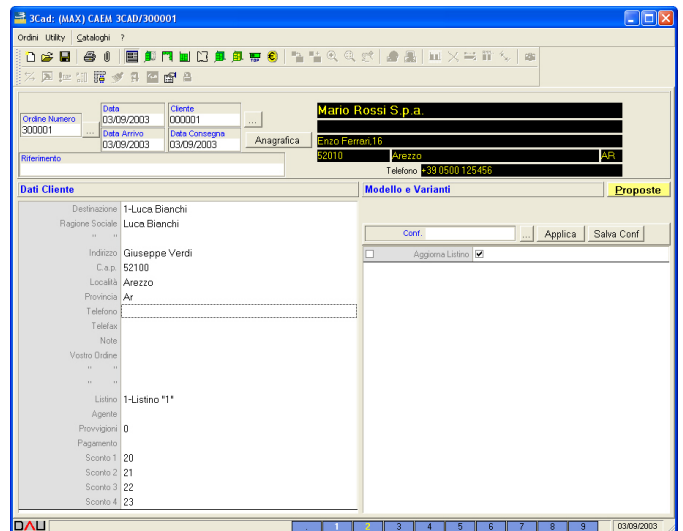 3Cad: (MAX) CAEM 3CAD/300001
Ordini Utility Cataloghi ?
Ordine Numero
300001
...
Data
03/09/2003
Cliente
000001
...
Data Arrivo
03/09/2003
Data Consegna
03/09/2003
Anagrafica
Mario Rossi S.p.a.
Enzo Ferrari,16
52010 Arezzo AR
Telefono +39 0500 125456
Riferimento
Dati Cliente
Modello e Varianti
Proposte
Destinazione 1-Luca Bianchi
Ragione Sociale Luca Bianchi
" "
Indirizzo Giuseppe Verdi
C.a.p. 52100
Località Arezzo
Provincia Ar
Telefono
Telefax
Note
Vostro Ordine
" "
" "
Listino 1-Listino "1"
Agente
Provvigioni 0
Pagamento
Sconto 1 20
Sconto 2 21
Sconto 3 22
Sconto 4 23
Conf. ... Applica Salva Conf
Aggiorna Listino
DAU . 1 2 3 4 5 6 7 8 9 03/09/2003